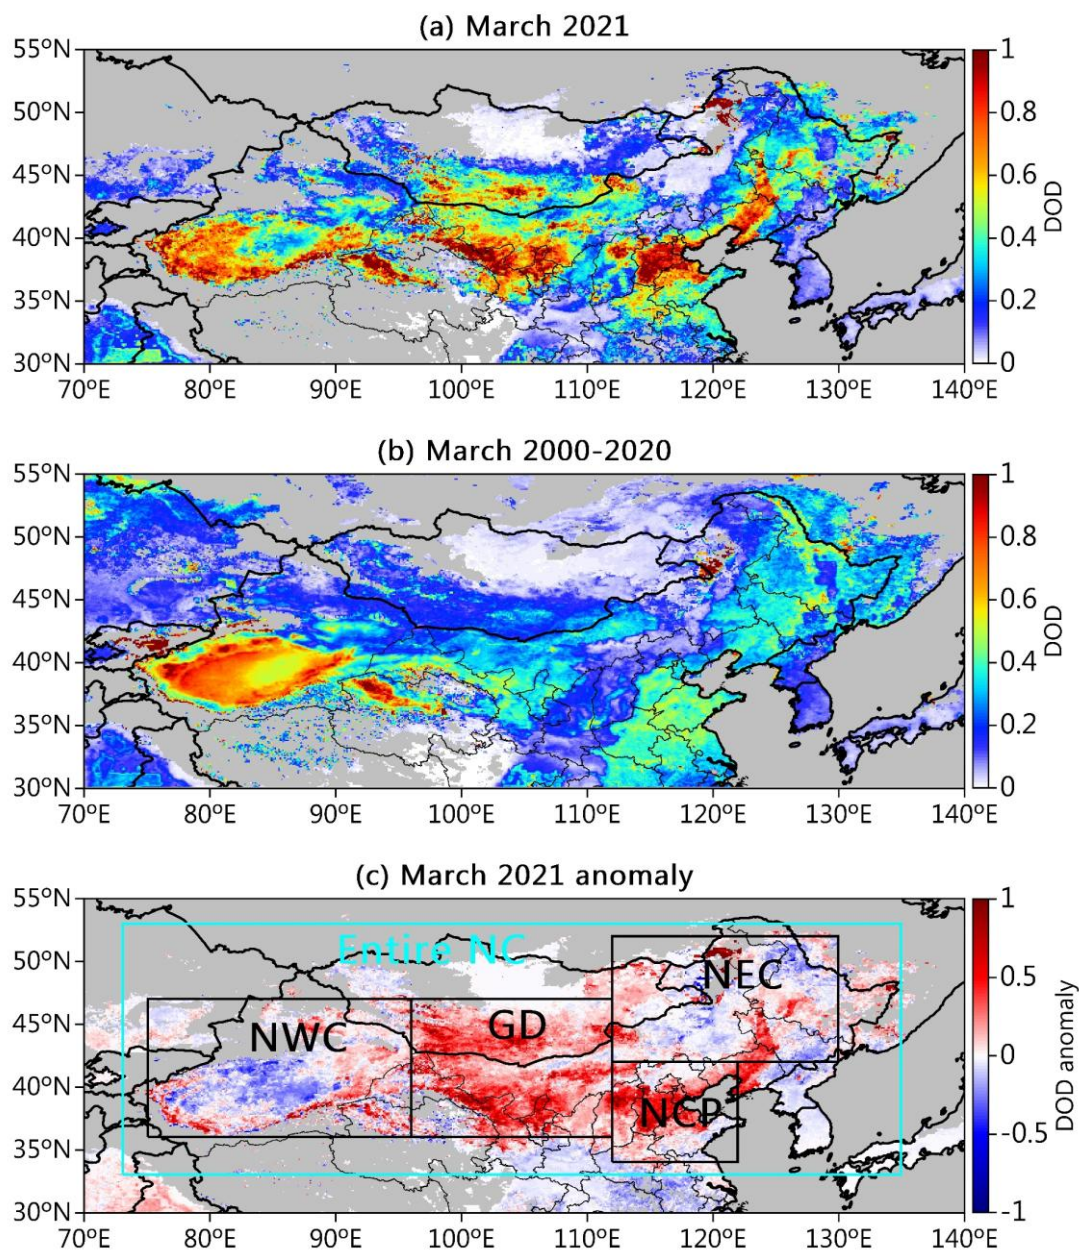 (a) March 2021
55°N
50°N
45°N
40°N
35°N
30°N
70°E 80°E 90°E 100°E 110°E 120°E 130°E 140°E
1
0.8
0.6
0.4
0.2
0
DOD
(b) March 2000-2020
55°N
50°N
45°N
40°N
35°N
30°N
70°E 80°E 90°E 100°E 110°E 120°E 130°E 140°E
1
0.8
0.6
0.4
0.2
0
DOD
(c) March 2021 anomaly
55°N
50°N
45°N
40°N
35°N
30°N
Entire NC
NEC
NWC
GD
NCP
70°E 80°E 90°E 100°E 110°E 120°E 130°E 140°E
1
0.5
0
-0.5
-1
DOD anomaly